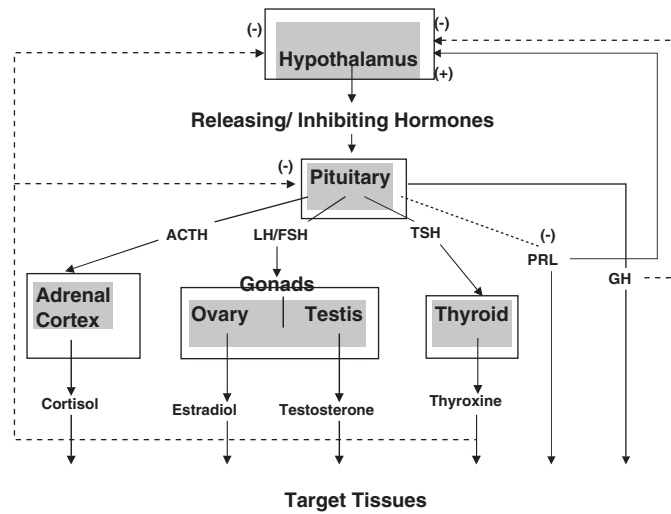 (-)
(-)
Hypothalamus
(+)
Releasing/ Inhibiting Hormones
(-)
Pituitary
ACTH
LH/FSH
TSH
(-)
PRL
GH
Gonads
Adrenal
Cortex
Ovary
Testis
Thyroid
Cortisol
Estradiol
Testosterone
Thyroxine
Target Tissues